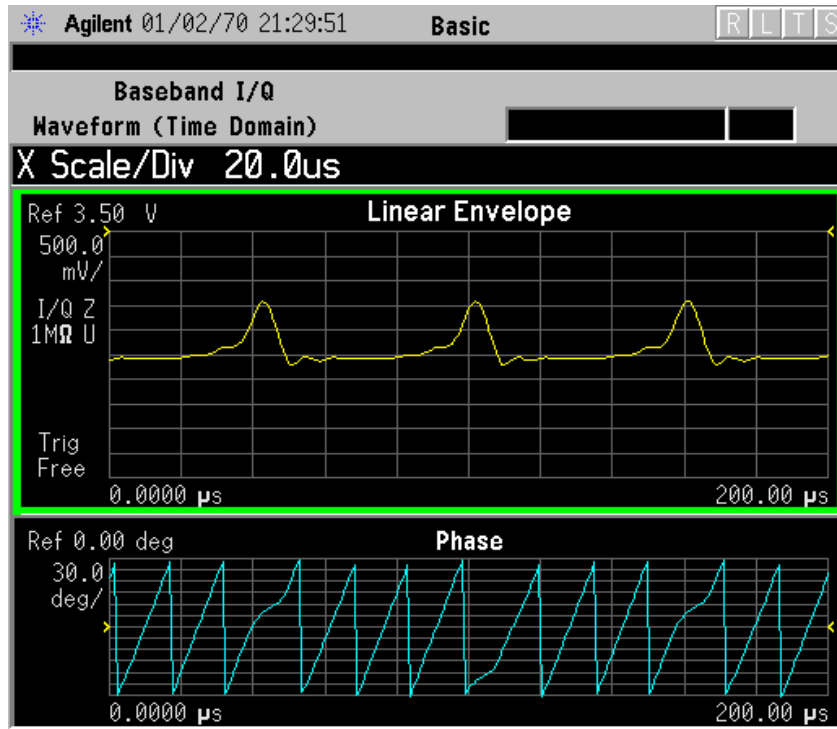 Agilent 01/02/70 21:29:51 Basic R L T S
Baseband I/Q
Waveform (Time Domain)
X Scale/Div 20.0us
Ref 3.50 V Linear Envelope
500.0
mV/
I/Q Z
1MΩ U
Trig
Free
0.0000 µs 200.00 µs
Ref 0.00 deg Phase
30.0
deg/
0.0000 µs 200.00 µs